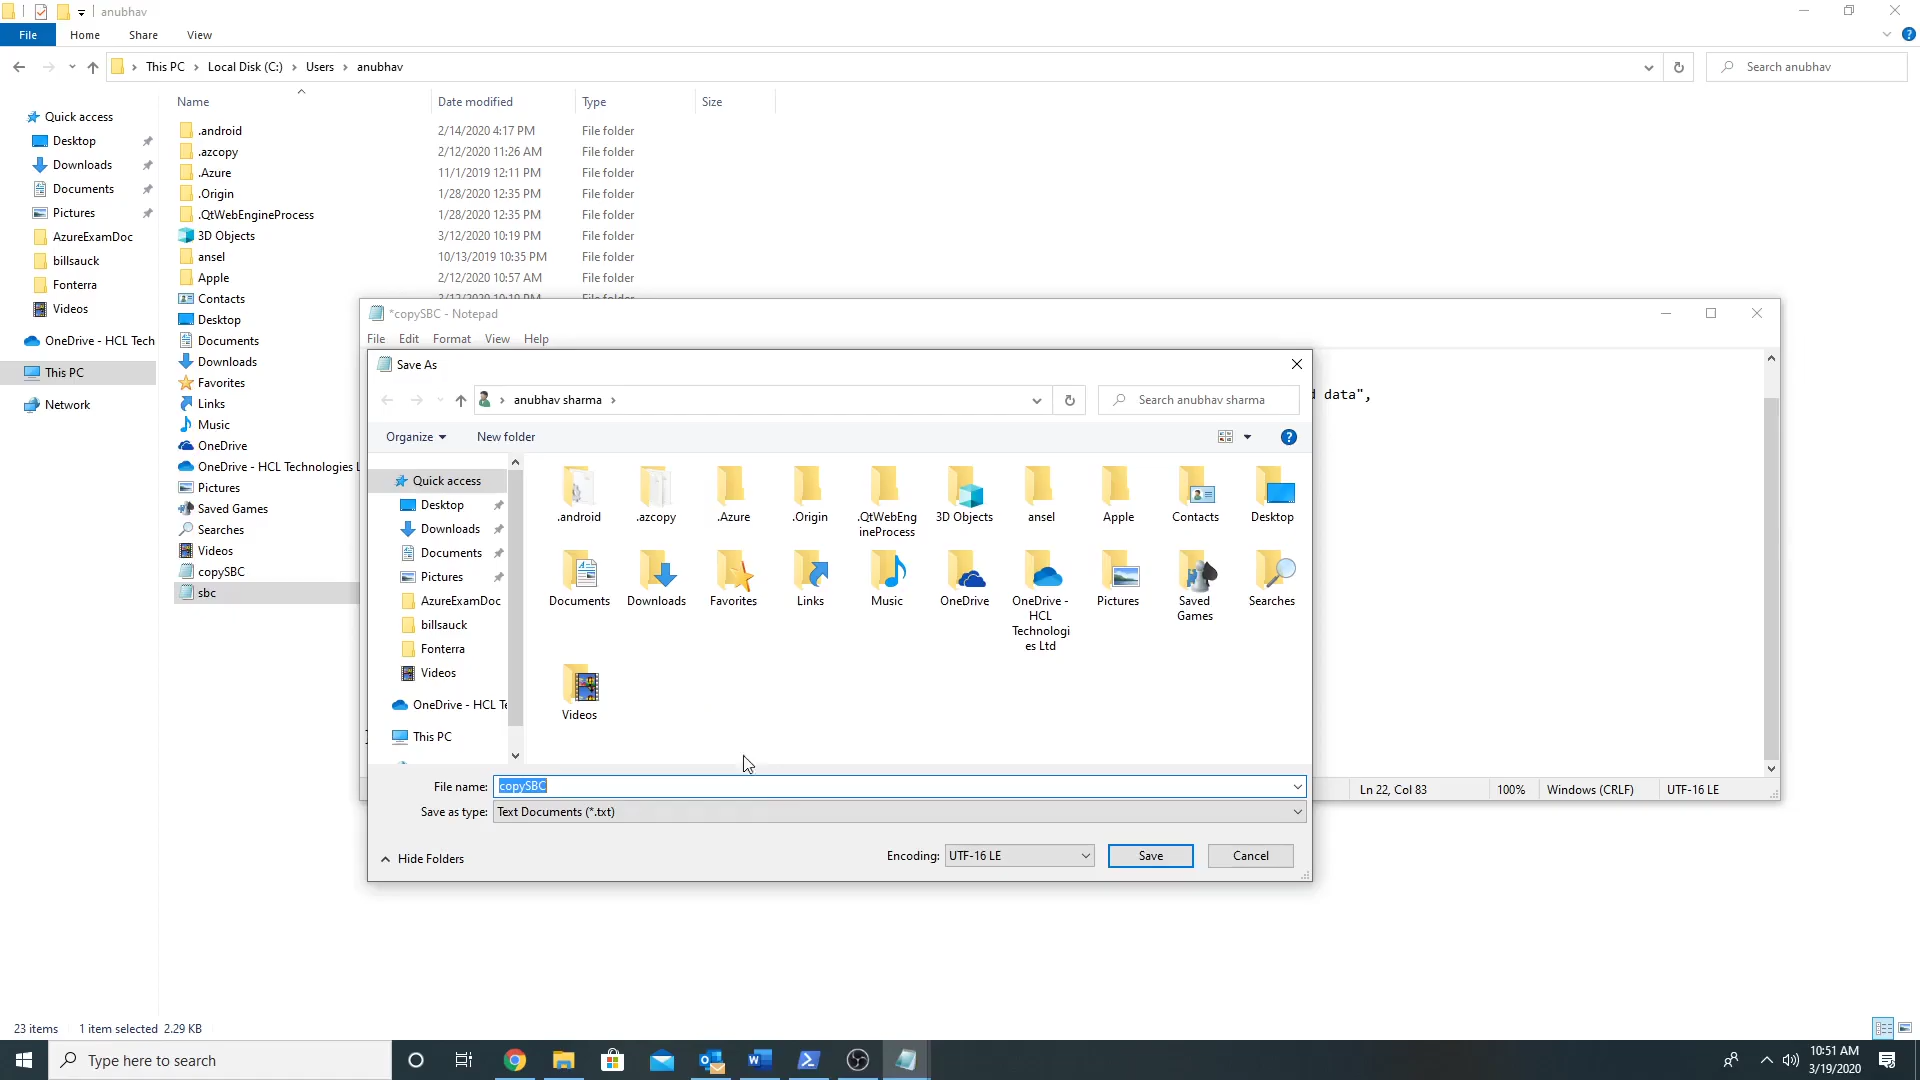 anubhav
File Home Share View
This PC Local Disk (C:) Users anubhav
Search anubhav
Name Date modified Type Size
Quick access
Desktop
Downloads
Documents
Pictures
AzureExamDoc
billsauck
Fonterra
Videos
OneDrive - HCL Tech
This PC
Network
.android 2/14/2020 4:17 PM File folder
.azcopy 2/12/2020 11:26 AM File folder
.Azure 11/1/2019 12:11 PM File folder
.Origin 1/28/2020 12:35 PM File folder
.QtWebEngineProcess 1/28/2020 12:35 PM File folder
3D Objects 3/12/2020 10:19 PM File folder
ansel 10/13/2019 10:35 PM File folder
Apple 2/12/2020 10:57 AM File folder
Contacts 3/12/2020 10:19 PM File folder
Desktop
Documents
Downloads
Favorites
Links
Music
OneDrive
OneDrive - HCL Technologies L
Pictures
Saved Games
Searches
Videos
copySBC
sbc
*copySBC - Notepad
File Edit Format View Help
data",
Save As
anubhav sharma
Search anubhav sharma
Organize New folder
Quick access
Desktop
Downloads
Documents
Pictures
AzureExamDoc
billsauck
Fonterra
Videos
OneDrive - HCL Te
This PC
.android .azcopy .Azure .Origin .QtWebEng 3D Objects ansel Apple Contacts Desktop
ineProcess
Documents Downloads Favorites Links Music OneDrive OneDrive - Pictures Saved Searches
HCL Games
Technologi
es Ltd
Videos
File name: copySBC
Save as type: Text Documents (*.txt)
Hide Folders
Encoding: UTF-16 LE Save Cancel
Ln 22, Col 83 100% Windows (CRLF) UTF-16 LE
23 items 1 item selected 2.29 KB
Type here to search
10:51 AM
3/19/2020